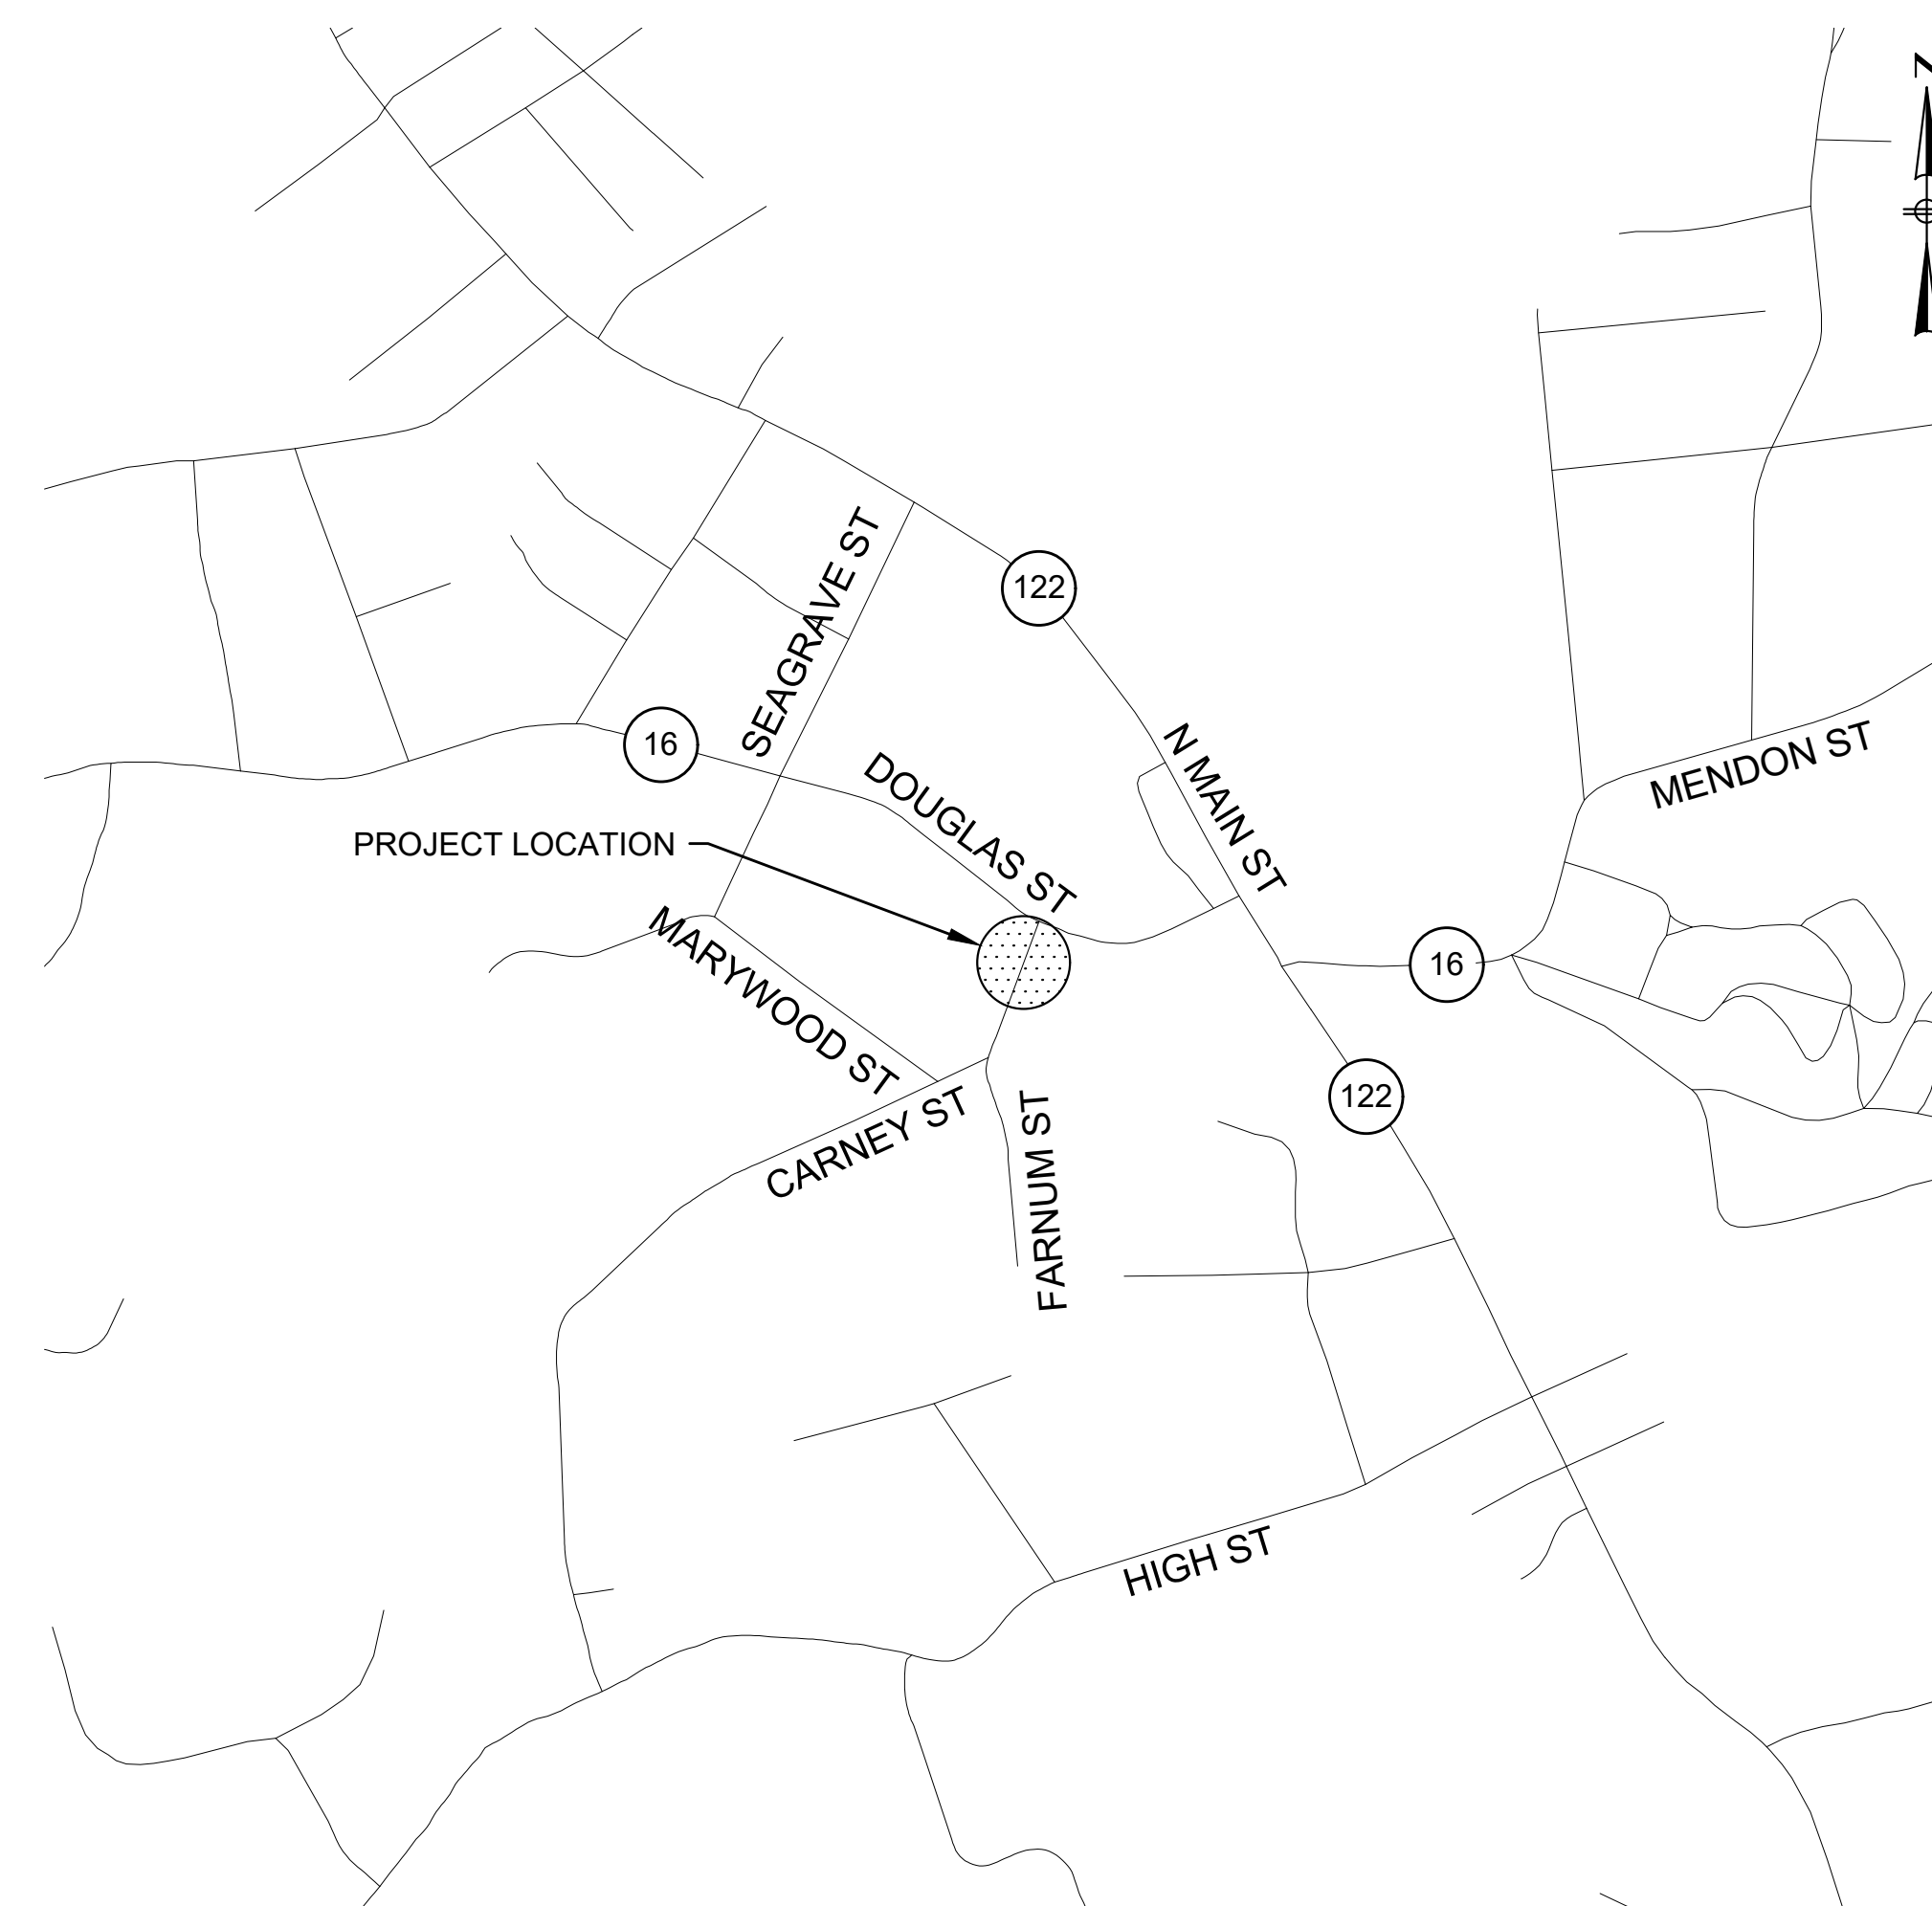 N
SEAGRAVE ST
122
16
DOUGLAS ST
N MAIN ST
MENDON ST
PROJECT LOCATION
MARYWOOD ST
16
122
CARNEY ST
FARNUM ST
HIGH ST